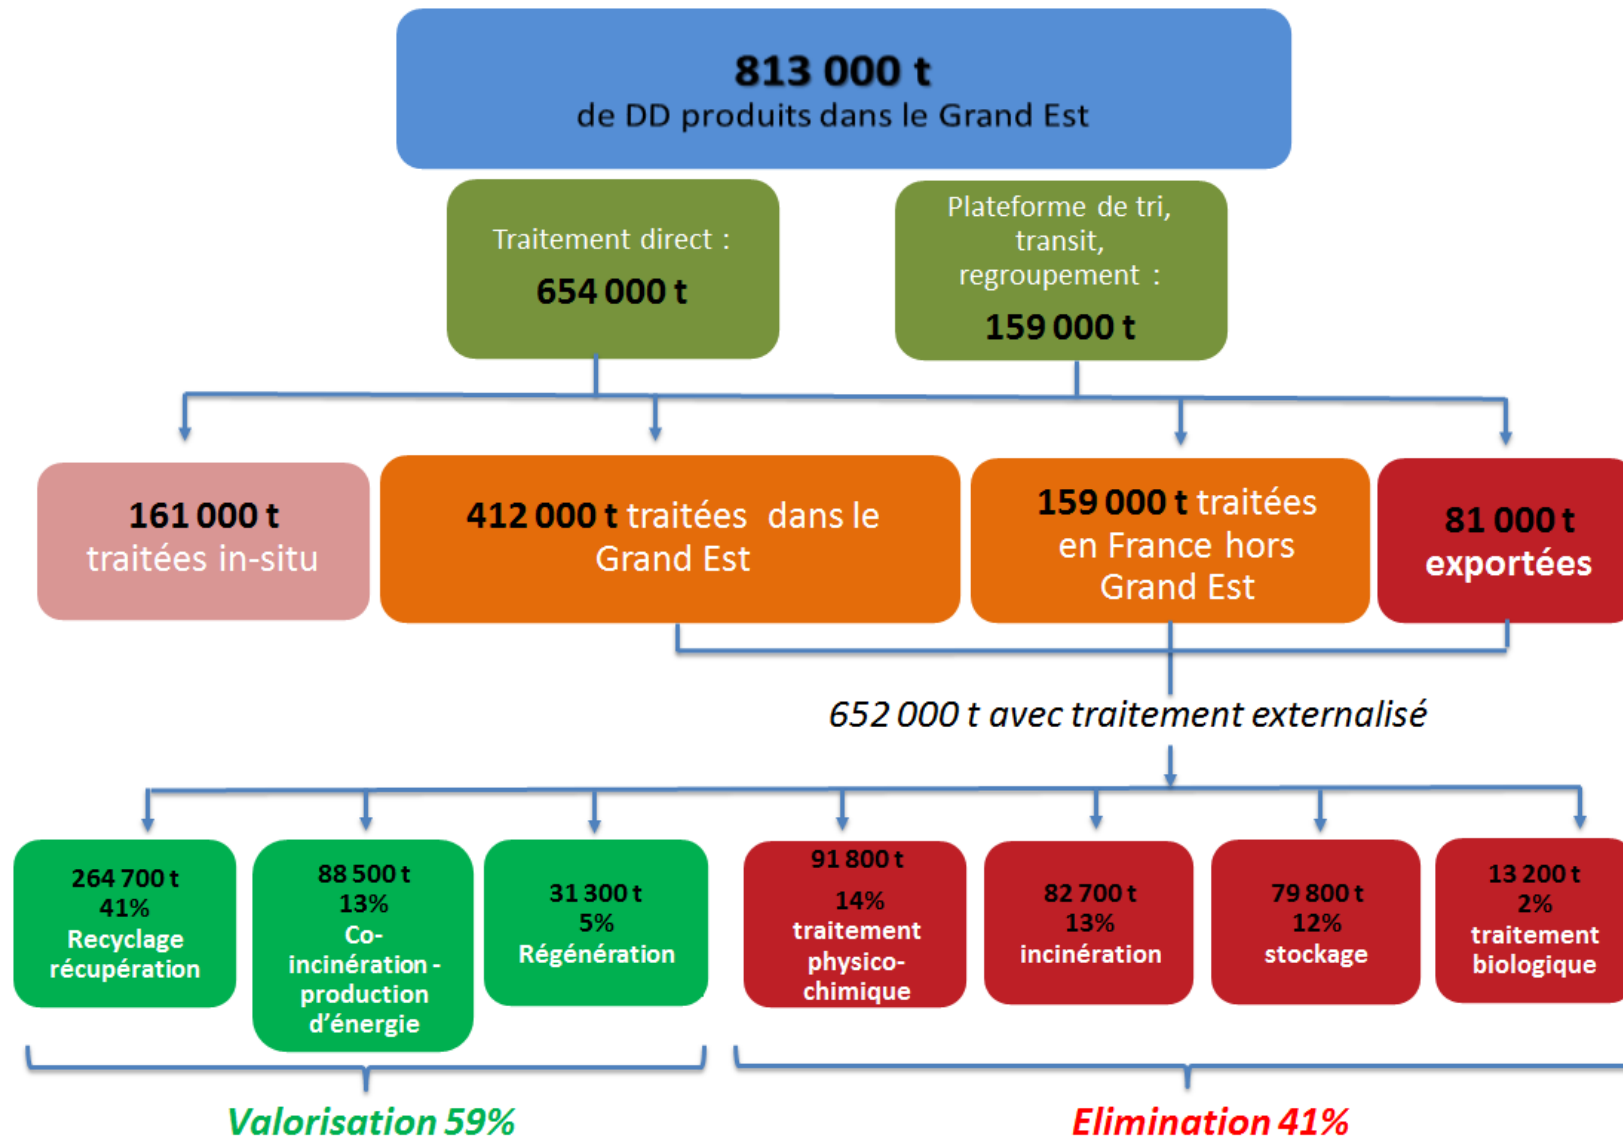 813 000 t
de DD produits dans le Grand Est
Traitement direct :
654 000 t
Plateforme de tri,
transit,
regroupement :
159 000 t
161 000 t
traitées in-situ
412 000 t traitées dans le
Grand Est
159 000 t traitées
en France hors
Grand Est
81 000 t
exportées
652 000 t avec traitement externalisé
264 700 t
41%
Recyclage
récupération
88 500 t
13%
Co-
incinération -
production
d'énergie
31 300 t
5%
Régénération
91 800 t
14%
traitement
physico-
chimique
82 700 t
13%
incinération
79 800 t
12%
stockage
13 200 t
2%
traitement
biologique
Valorisation 59%
Elimination 41%